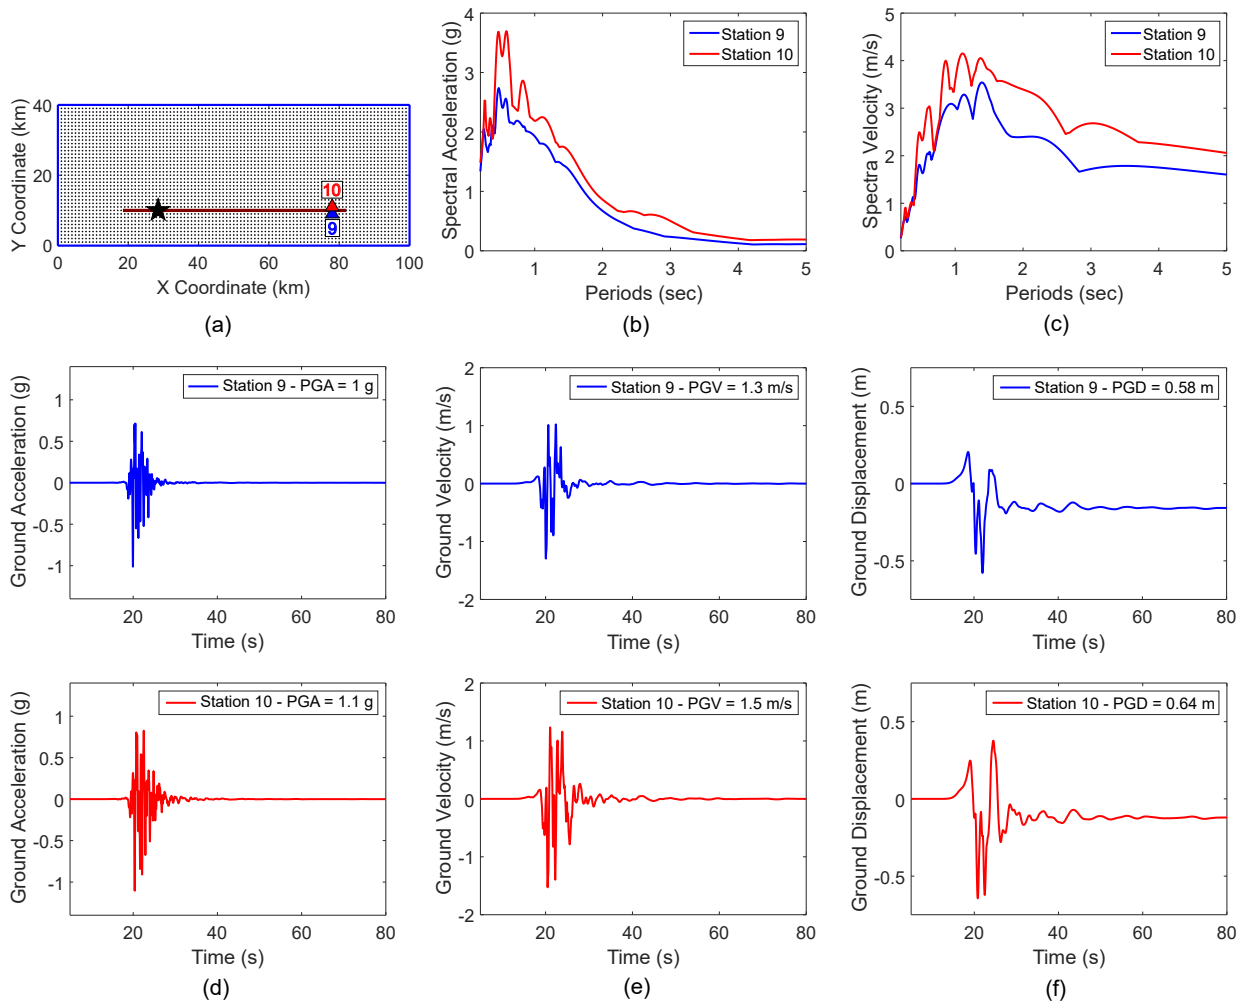 Y Coordinate (km)
40
20
0
10
9
0
20
40
60
80
100
X Coordinate (km)
(a)
Spectral Acceleration (g)
4
3
2
1
0
Station 9
Station 10
1
2
3
4
5
Periods (sec)
(b)
Spectra Velocity (m/s)
5
4
3
2
1
0
Station 9
Station 10
1
2
3
4
5
Periods (sec)
(c)
Ground Acceleration (g)
1
0.5
0
-0.5
-1
Station 9 - PGA = 1 g
20
40
60
80
Time (s)
Ground Velocity (m/s)
2
1
0
-1
-2
Station 9 - PGV = 1.3 m/s
20
40
60
80
Time (s)
Ground Displacement (m)
0.5
0
-0.5
Station 9 - PGD = 0.58 m
20
40
60
80
Time (s)
Ground Acceleration (g)
1
0.5
0
-0.5
-1
Station 10 - PGA = 1.1 g
20
40
60
80
Time (s)
(d)
Ground Velocity (m/s)
2
1
0
-1
-2
Station 10 - PGV = 1.5 m/s
20
40
60
80
Time (s)
(e)
Ground Displacement (m)
0.5
0
-0.5
Station 10 - PGD = 0.64 m
20
40
60
80
Time (s)
(f)